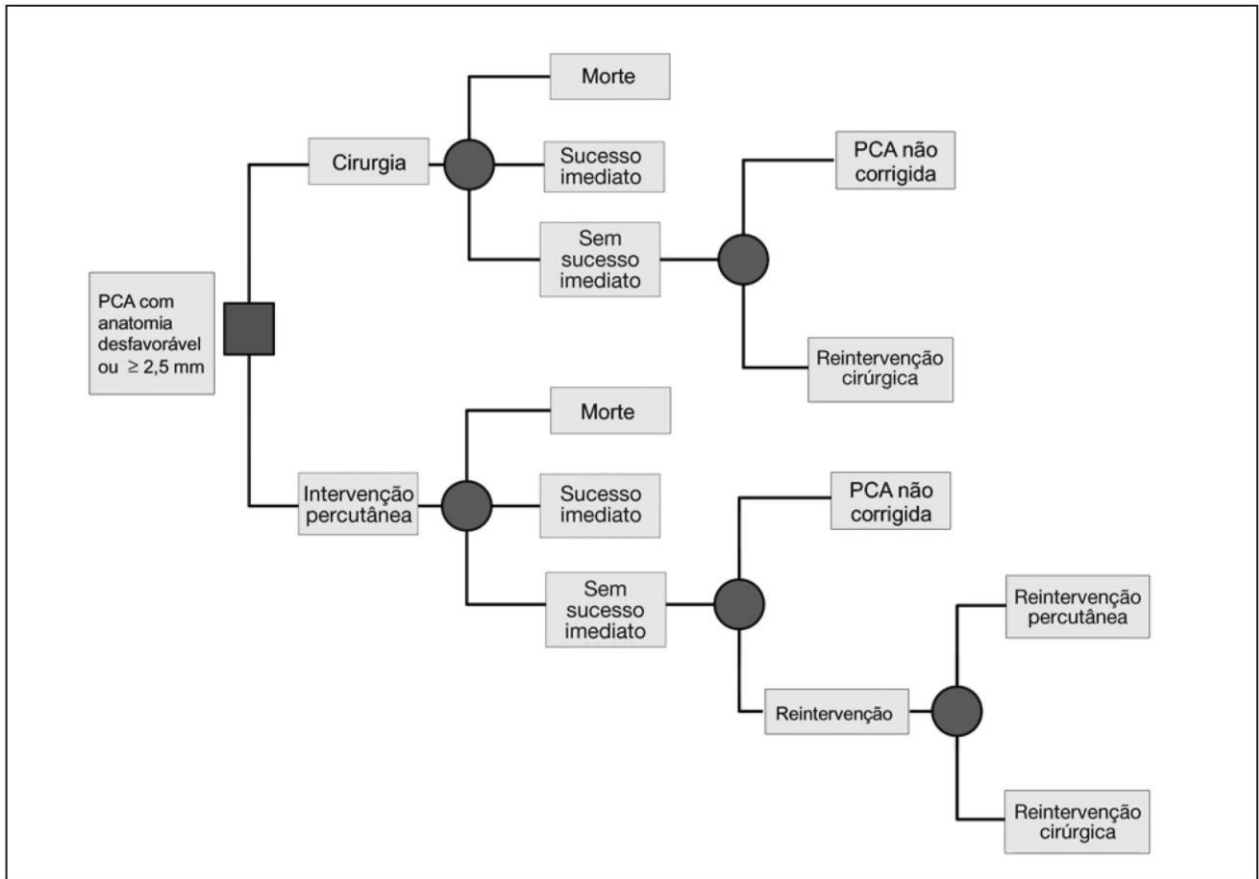 Morte
Cirurgia
Sucesso
imediato
Sem
sucesso
imediato
PCA não
corrigida
Reintervenção
cirúrgica
PCA com
anatomia
desfavorável
ou ≥ 2,5 mm
Morte
Intervenção
percutânea
Sucesso
imediato
Sem
sucesso
imediato
PCA não
corrigida
Reintervenção
Reintervenção
percutânea
Reintervenção
cirúrgica